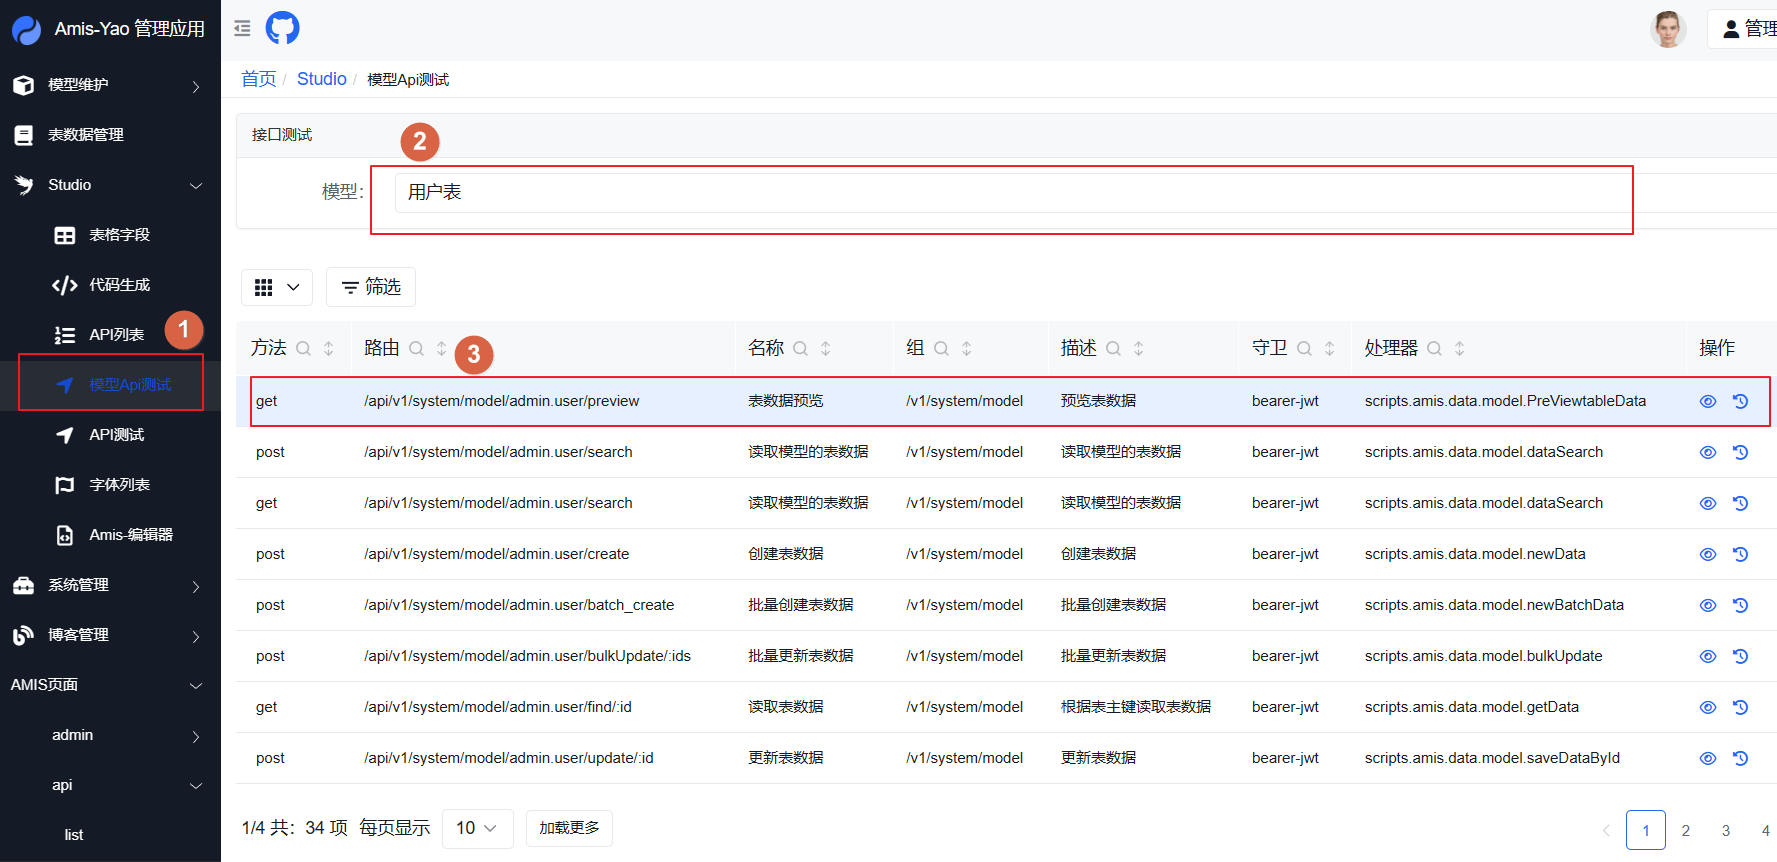 Amis-Yao 管理应用
模型维护
表数据管理
Studio
表格字段
代码生成
API列表
1
模型Api测试
API测试
字体列表
Amis-编辑器
系统管理
博客管理
AMIS页面
admin
api
list
管理
首页 / Studio / 模型Api测试
接口测试
2
模型: 用户表
筛选
方法 路由 3 名称 组 描述 守卫 处理器 操作
get /api/v1/system/model/admin.user/preview 表数据预览 /v1/system/model 预览表数据 bearer-jwt scripts.amis.data.model.PreViewtableData
post /api/v1/system/model/admin.user/search 读取模型的表数据 /v1/system/model 读取模型的表数据 bearer-jwt scripts.amis.data.model.dataSearch
get /api/v1/system/model/admin.user/search 读取模型的表数据 /v1/system/model 读取模型的表数据 bearer-jwt scripts.amis.data.model.dataSearch
post /api/v1/system/model/admin.user/create 创建表数据 /v1/system/model 创建表数据 bearer-jwt scripts.amis.data.model.newData
post /api/v1/system/model/admin.user/batch_create 批量创建表数据 /v1/system/model 批量创建表数据 bearer-jwt scripts.amis.data.model.newBatchData
post /api/v1/system/model/admin.user/bulkUpdate/:ids 批量更新表数据 /v1/system/model 批量更新表数据 bearer-jwt scripts.amis.data.model.bulkUpdate
get /api/v1/system/model/admin.user/find/:id 读取表数据 /v1/system/model 根据表主键读取表数据 bearer-jwt scripts.amis.data.model.getData
post /api/v1/system/model/admin.user/update/:id 更新表数据 /v1/system/model 更新表数据 bearer-jwt scripts.amis.data.model.saveDataById
1/4 共: 34 项 每页显示 10 加载更多 1 2 3 4